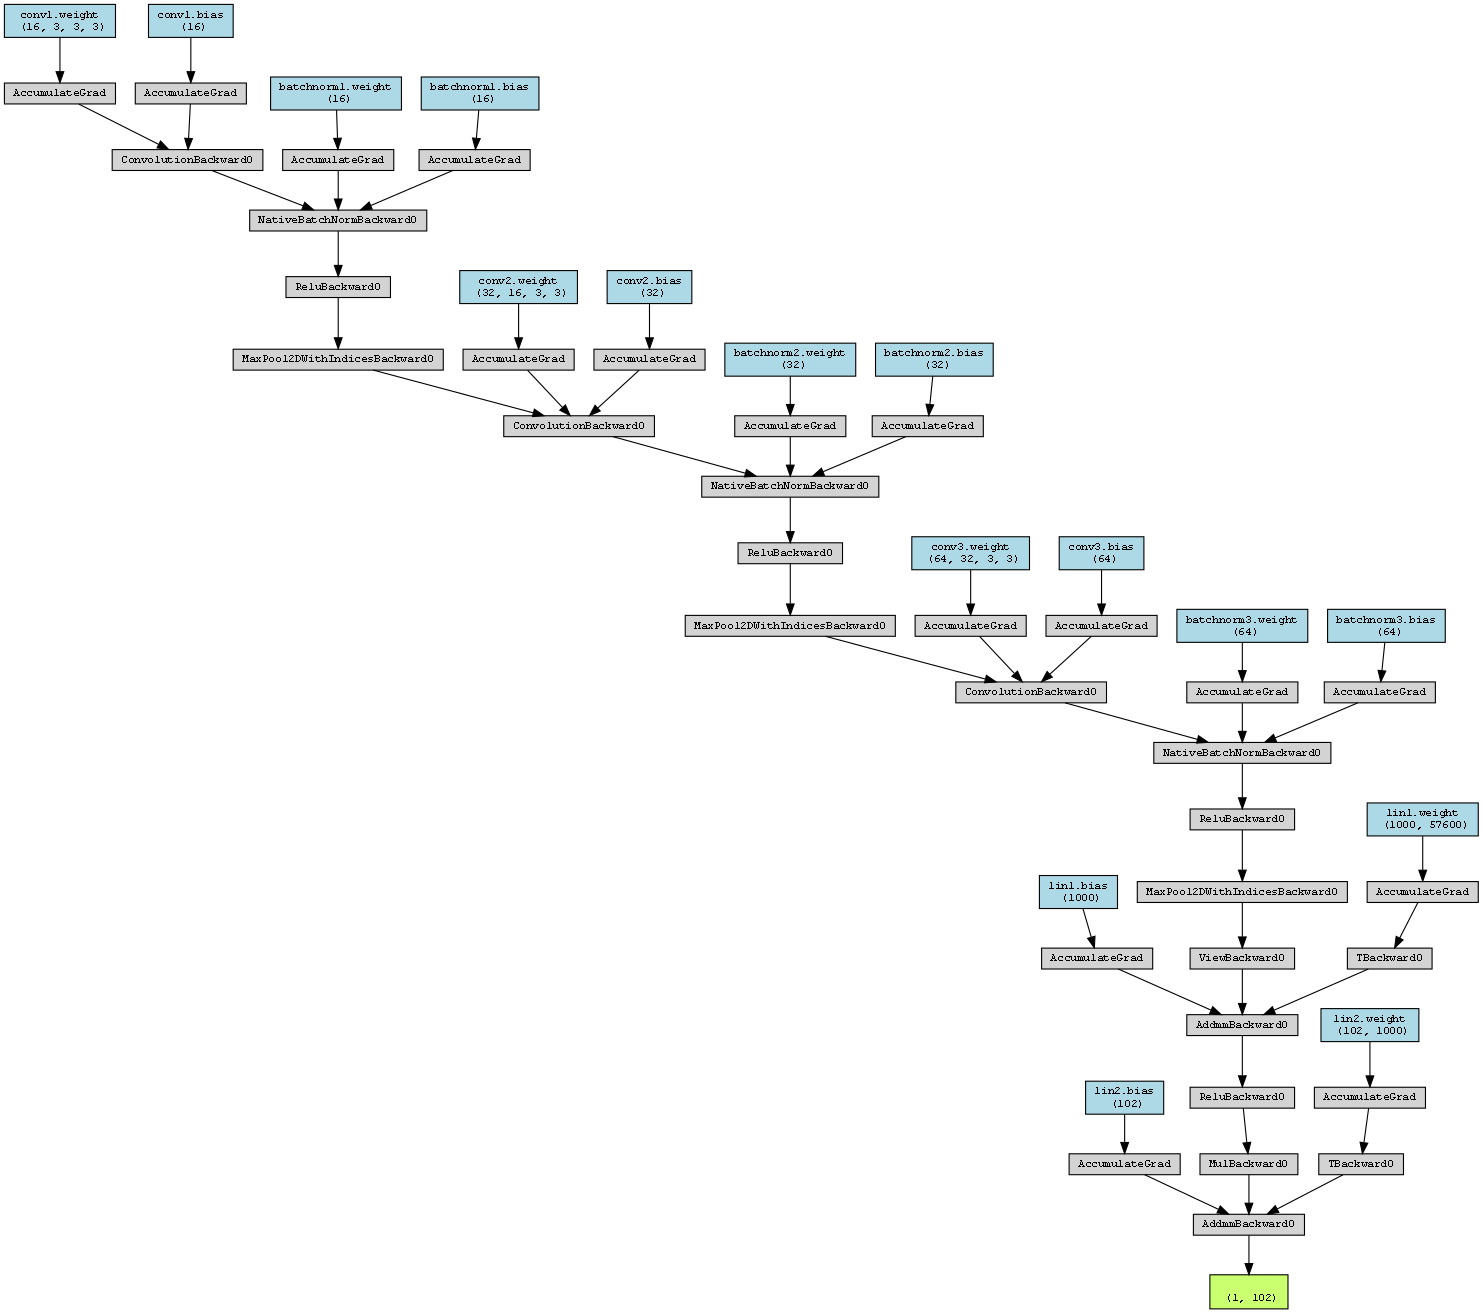 conv1.weight
(16, 3, 3, 3)
conv1.bias
(16)
AccumulateGrad
AccumulateGrad
batchnorm1.weight
(16)
batchnorm1.bias
(16)
ConvolutionBackward0
AccumulateGrad
AccumulateGrad
NativeBatchNormBackward0
ReluBackward0
conv2.weight
(32, 16, 3, 3)
conv2.bias
(32)
MaxPool2DWithIndicesBackward0
AccumulateGrad
AccumulateGrad
batchnorm2.weight
(32)
batchnorm2.bias
(32)
ConvolutionBackward0
AccumulateGrad
AccumulateGrad
NativeBatchNormBackward0
ReluBackward0
conv3.weight
(64, 32, 3, 3)
conv3.bias
(64)
MaxPool2DWithIndicesBackward0
AccumulateGrad
AccumulateGrad
batchnorm3.weight
(64)
batchnorm3.bias
(64)
ConvolutionBackward0
AccumulateGrad
AccumulateGrad
NativeBatchNormBackward0
ReluBackward0
lin1.weight
(1000, 57600)
lin1.bias
(1000)
MaxPool2DWithIndicesBackward0
AccumulateGrad
AccumulateGrad
ViewBackward0
TBackward0
AddmmBackward0
lin2.weight
(102, 1000)
lin2.bias
(102)
ReluBackward0
AccumulateGrad
AccumulateGrad
MulBackward0
TBackward0
AddmmBackward0
(1, 102)